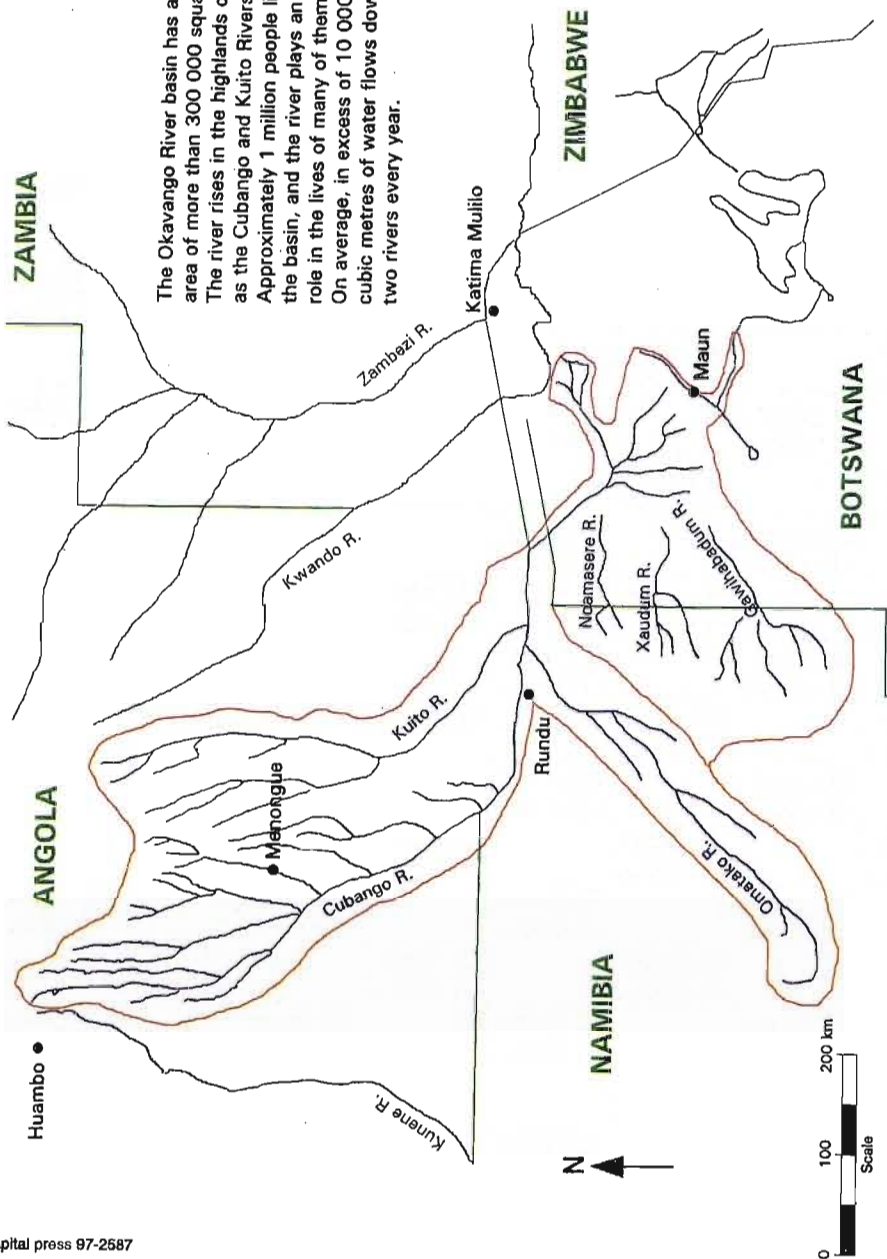 ZAMBIA
The Okavango River basin has a
area of more than 300 000 squa
The river rises in the highlands o
as the Cubango and Kuito Rivers
Approximately 1 million people li
the basin, and the river plays an
role in the lives of many of them
On average, in excess of 10 000
cubic metres of water flows dow
two rivers every year.
ZIMBABWE
Katima Mulilo
Zambezi R.
Maun
BOTSWANA
Kwando R.
Ncamasere R.
Xaudum R.
Gawihabadum R.
ANGOLA
Kuito R.
Menongue
Rundu
Cubango R.
Omatako R.
NAMIBIA
Huambo
Kunene R.
N
0 100 200 km
Scale
pital press 97-2587